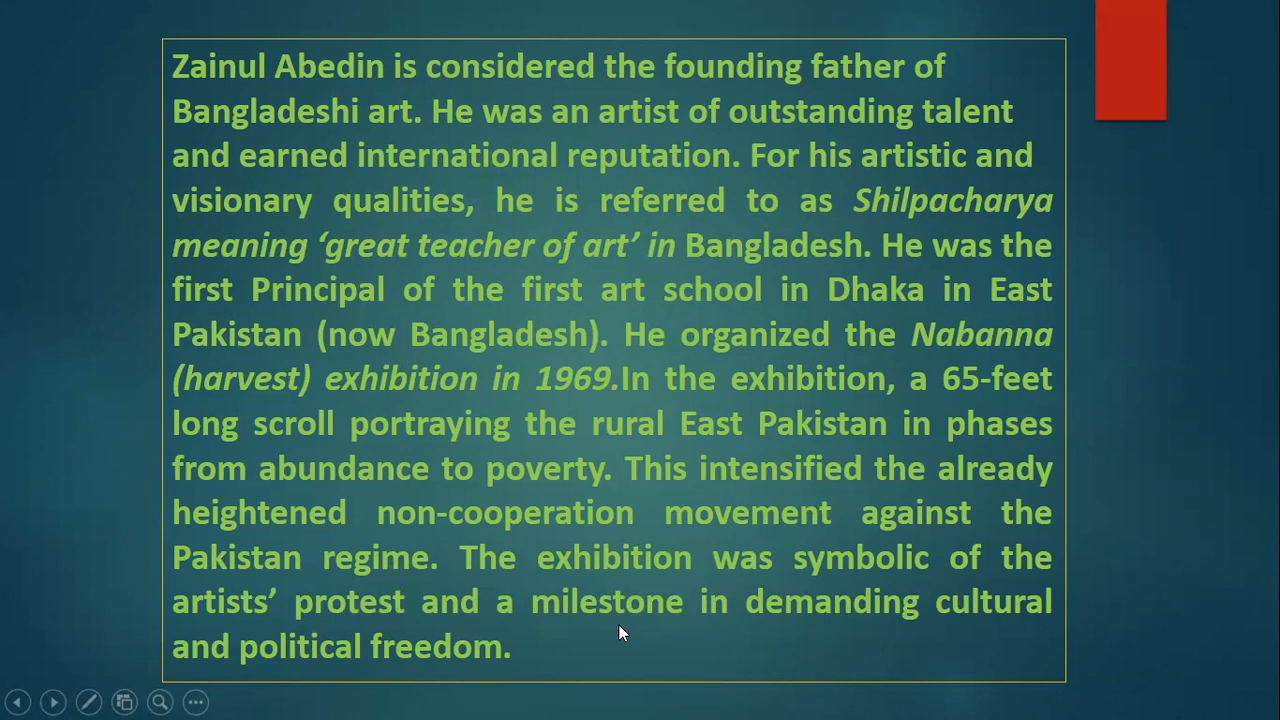 Zainul Abedin is considered the founding father of
Bangladeshi art. He was an artist of outstanding talent
and earned international reputation. For his artistic and
visionary qualities, he is referred to as Shilpacharya
meaning ‘great teacher of art’ in Bangladesh. He was the
first Principal of the first art school in Dhaka in East
Pakistan (now Bangladesh). He organized the Nabanna
(harvest) exhibition in 1969.In the exhibition, a 65-feet
long scroll portraying the rural East Pakistan in phases
from abundance to poverty. This intensified the already
heightened non-cooperation movement against the
Pakistan regime. The exhibition was symbolic of the
artists’ protest and a milestone in demanding cultural
and political freedom.